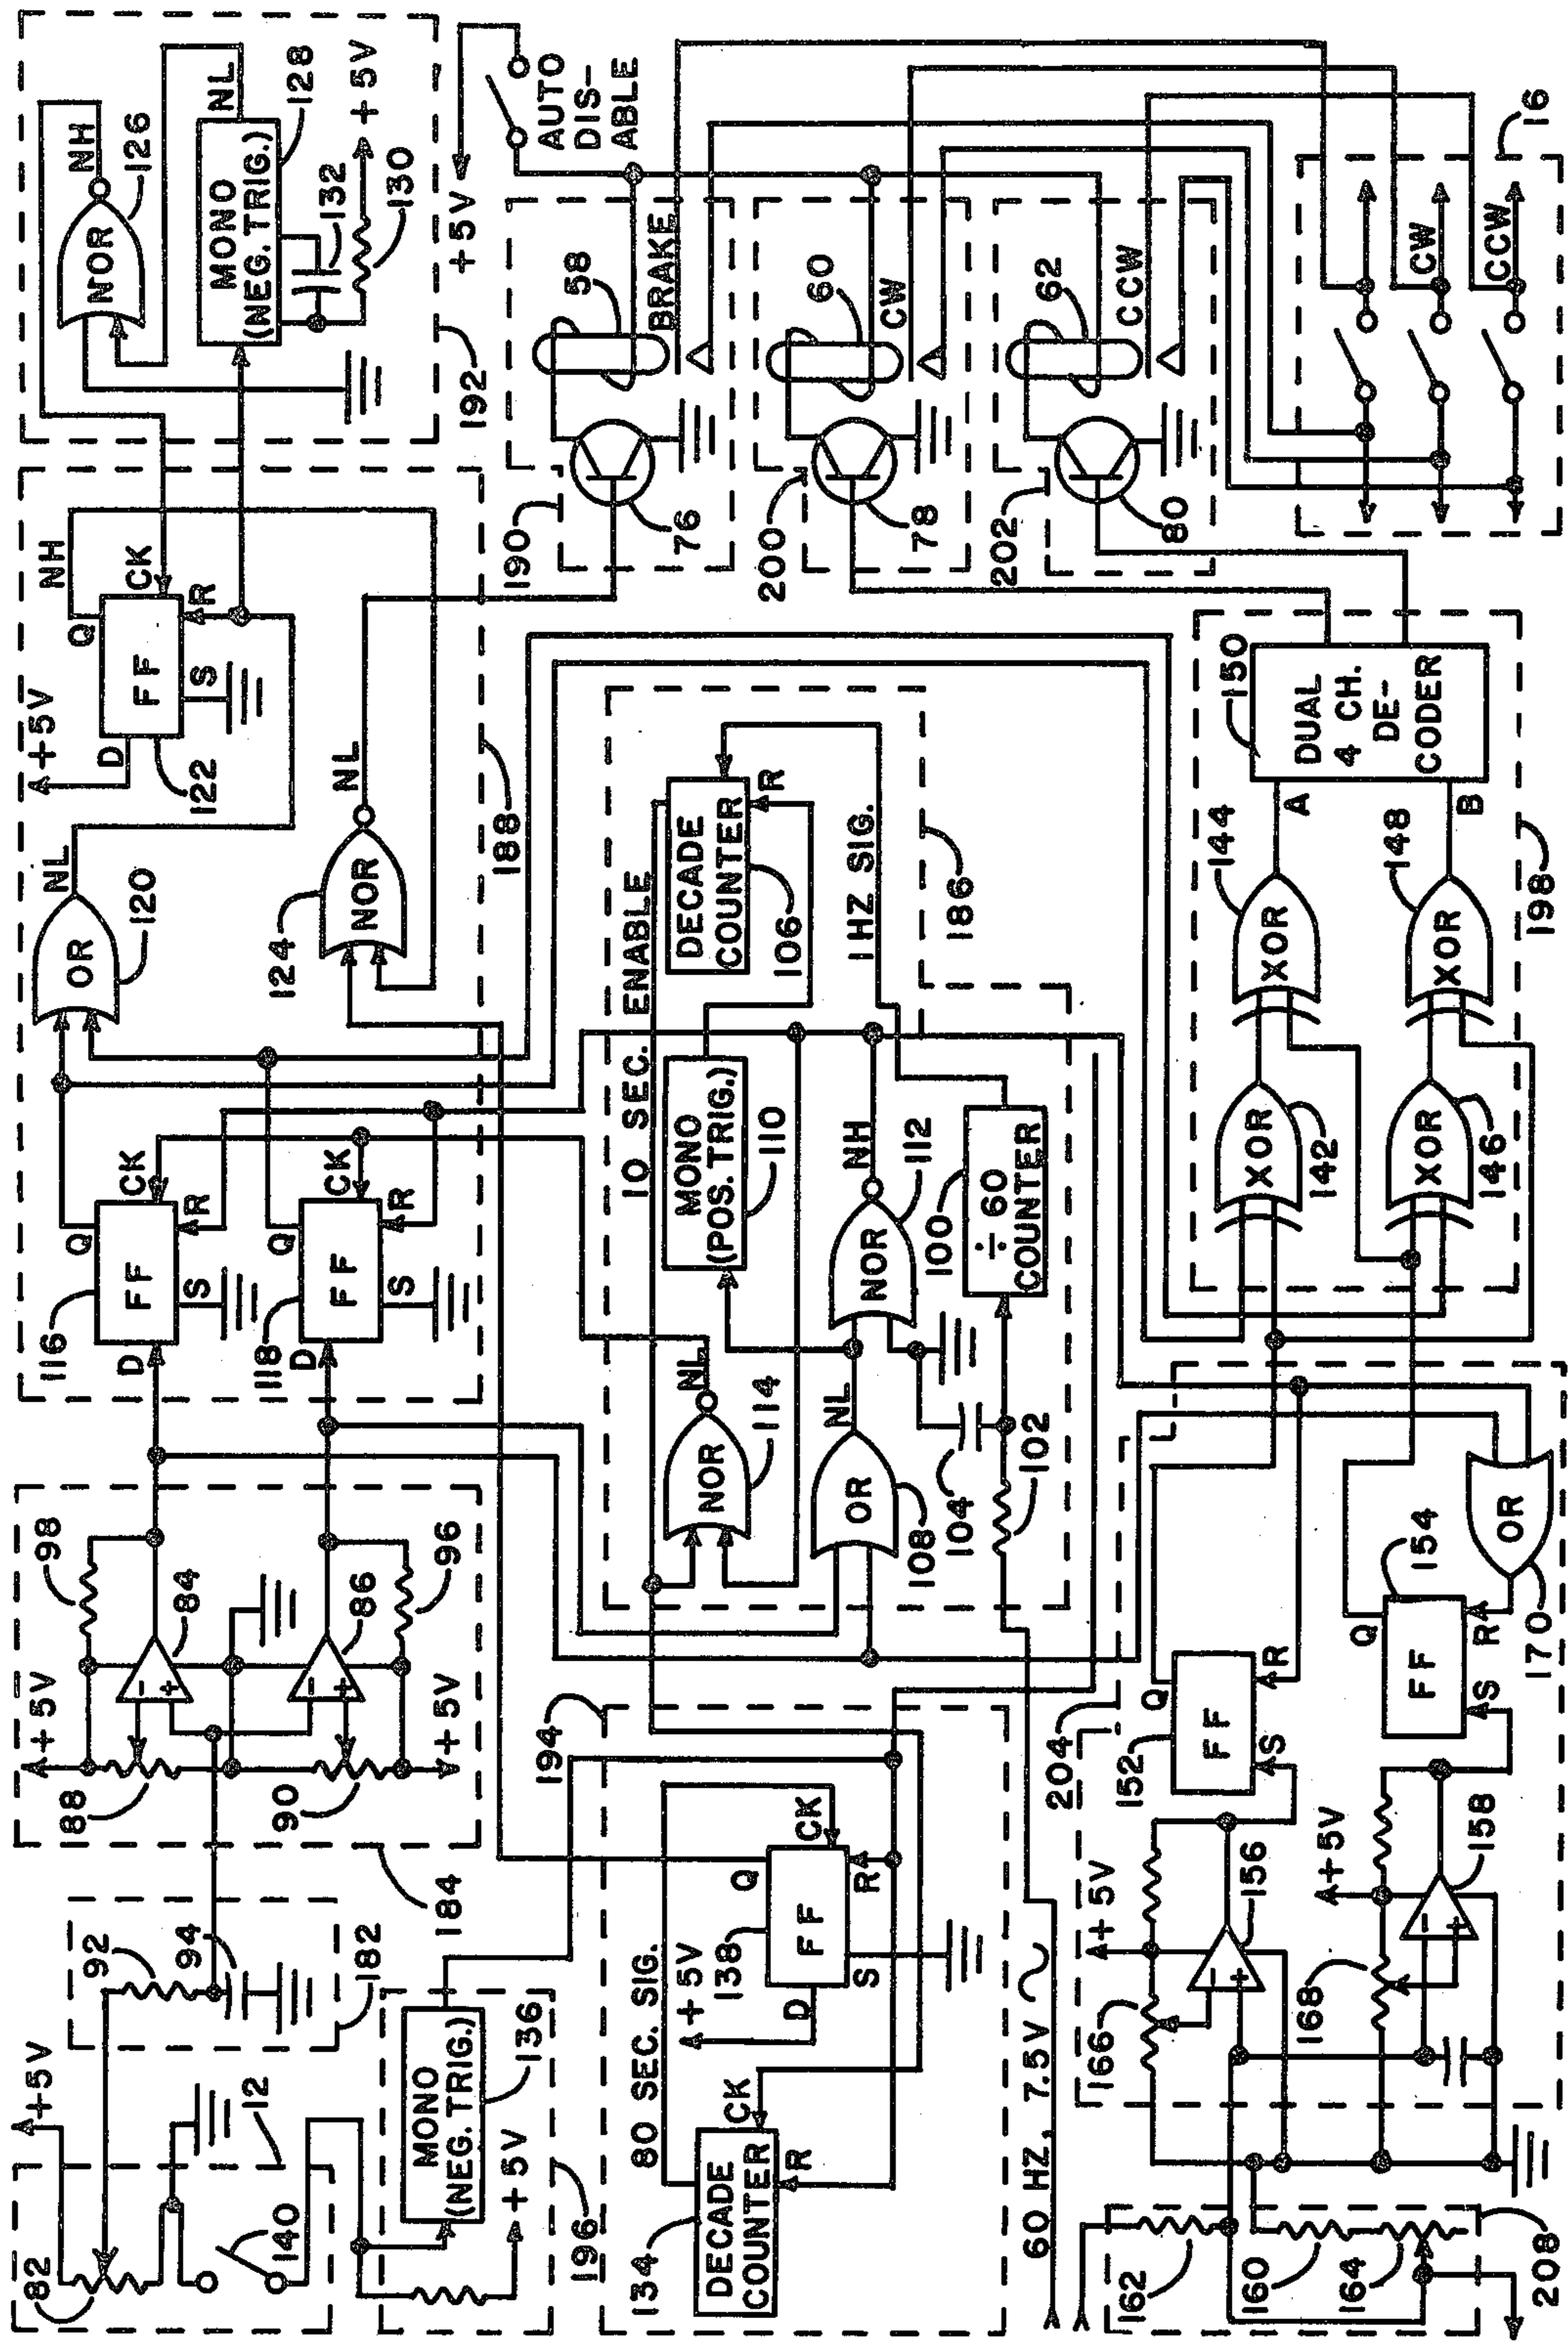 +5V
82
12
140
92
94
182
MONO
(NEG. TRIG.)
136
+5V
196
+5V
188
98
84
-
+
90
86
-
+
96
+5V
184
116
FF
D
Q
CK
R
S
118
FF
D
Q
CK
R
S
OR
NL
120
+5V
D
FF
Q
NH
CK
R
S
122
124
NOR
NL
188
NOR
NH
126
MONO
(NEG. TRIG.)
NL
128
132
130
+5V
192
+5V
AUTO
DIS-
ABLE
190
76
58
BRAKE
200
78
60
CW
202
80
62
CCW
16
CW
CCW
194
80 SEC. SIG.
134
DECADE
COUNTER
CK
R
+5V
138
FF
D
Q
CK
R
S
60 HZ, 7.5V
10 SEC. ENABLE
NOR
NL
114
OR
NL
108
104
102
MONO
(POS. TRIG.)
110
NOR
NH
112
100
÷ 60
COUNTER
DECADE
COUNTER
R
106
1HZ SIG.
186
204
166
+5V
-
+
156
168
+5V
-
+
158
152
FF
Q
S
R
154
FF
Q
S
R
OR
170
162
160
164
208
XOR
142
XOR
144
XOR
146
XOR
148
A
B
150
DUAL
4 CH.
DE-
CODER
198